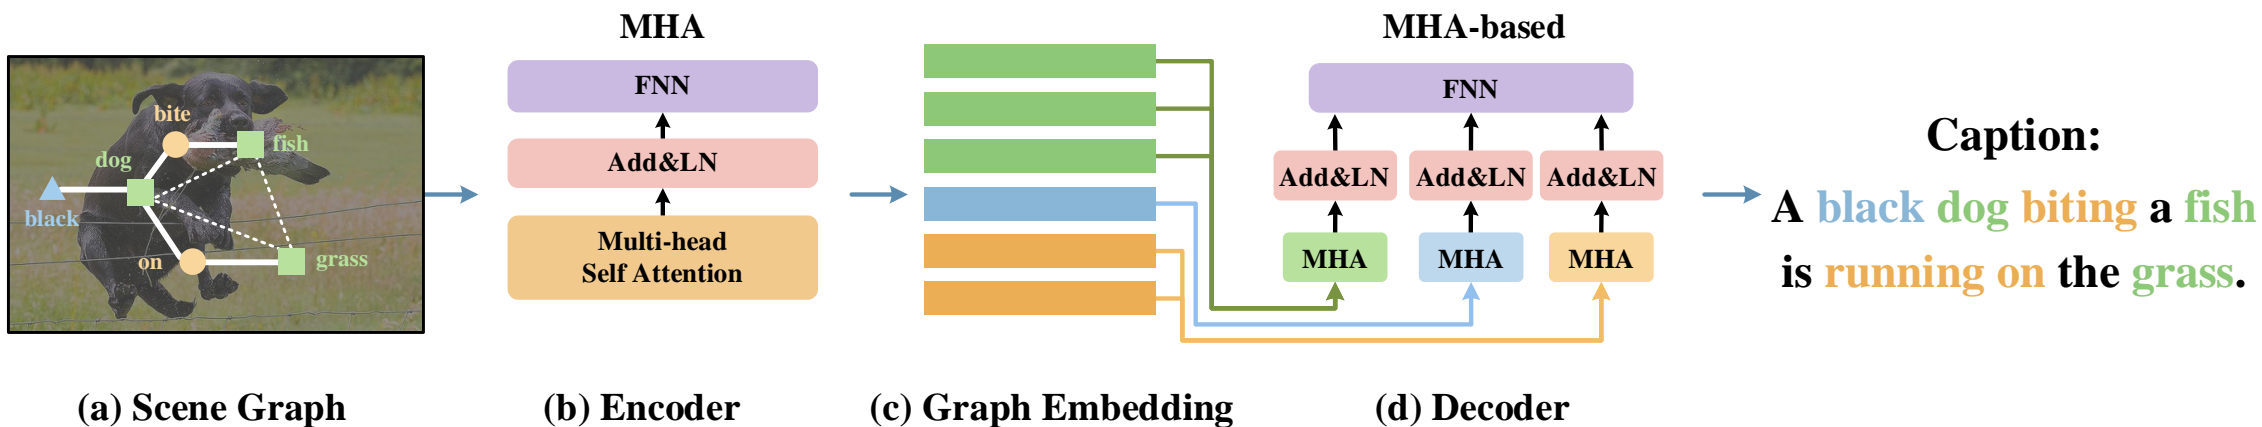 bite
fish
dog
black
on
grass
(a) Scene Graph
MHA
FNN
Add&LN
Multi-head
Self Attention
(b) Encoder
(c) Graph Embedding
MHA-based
FNN
Add&LN Add&LN Add&LN
MHA MHA MHA
(d) Decoder
Caption:
A black dog biting a fish
is running on the grass.